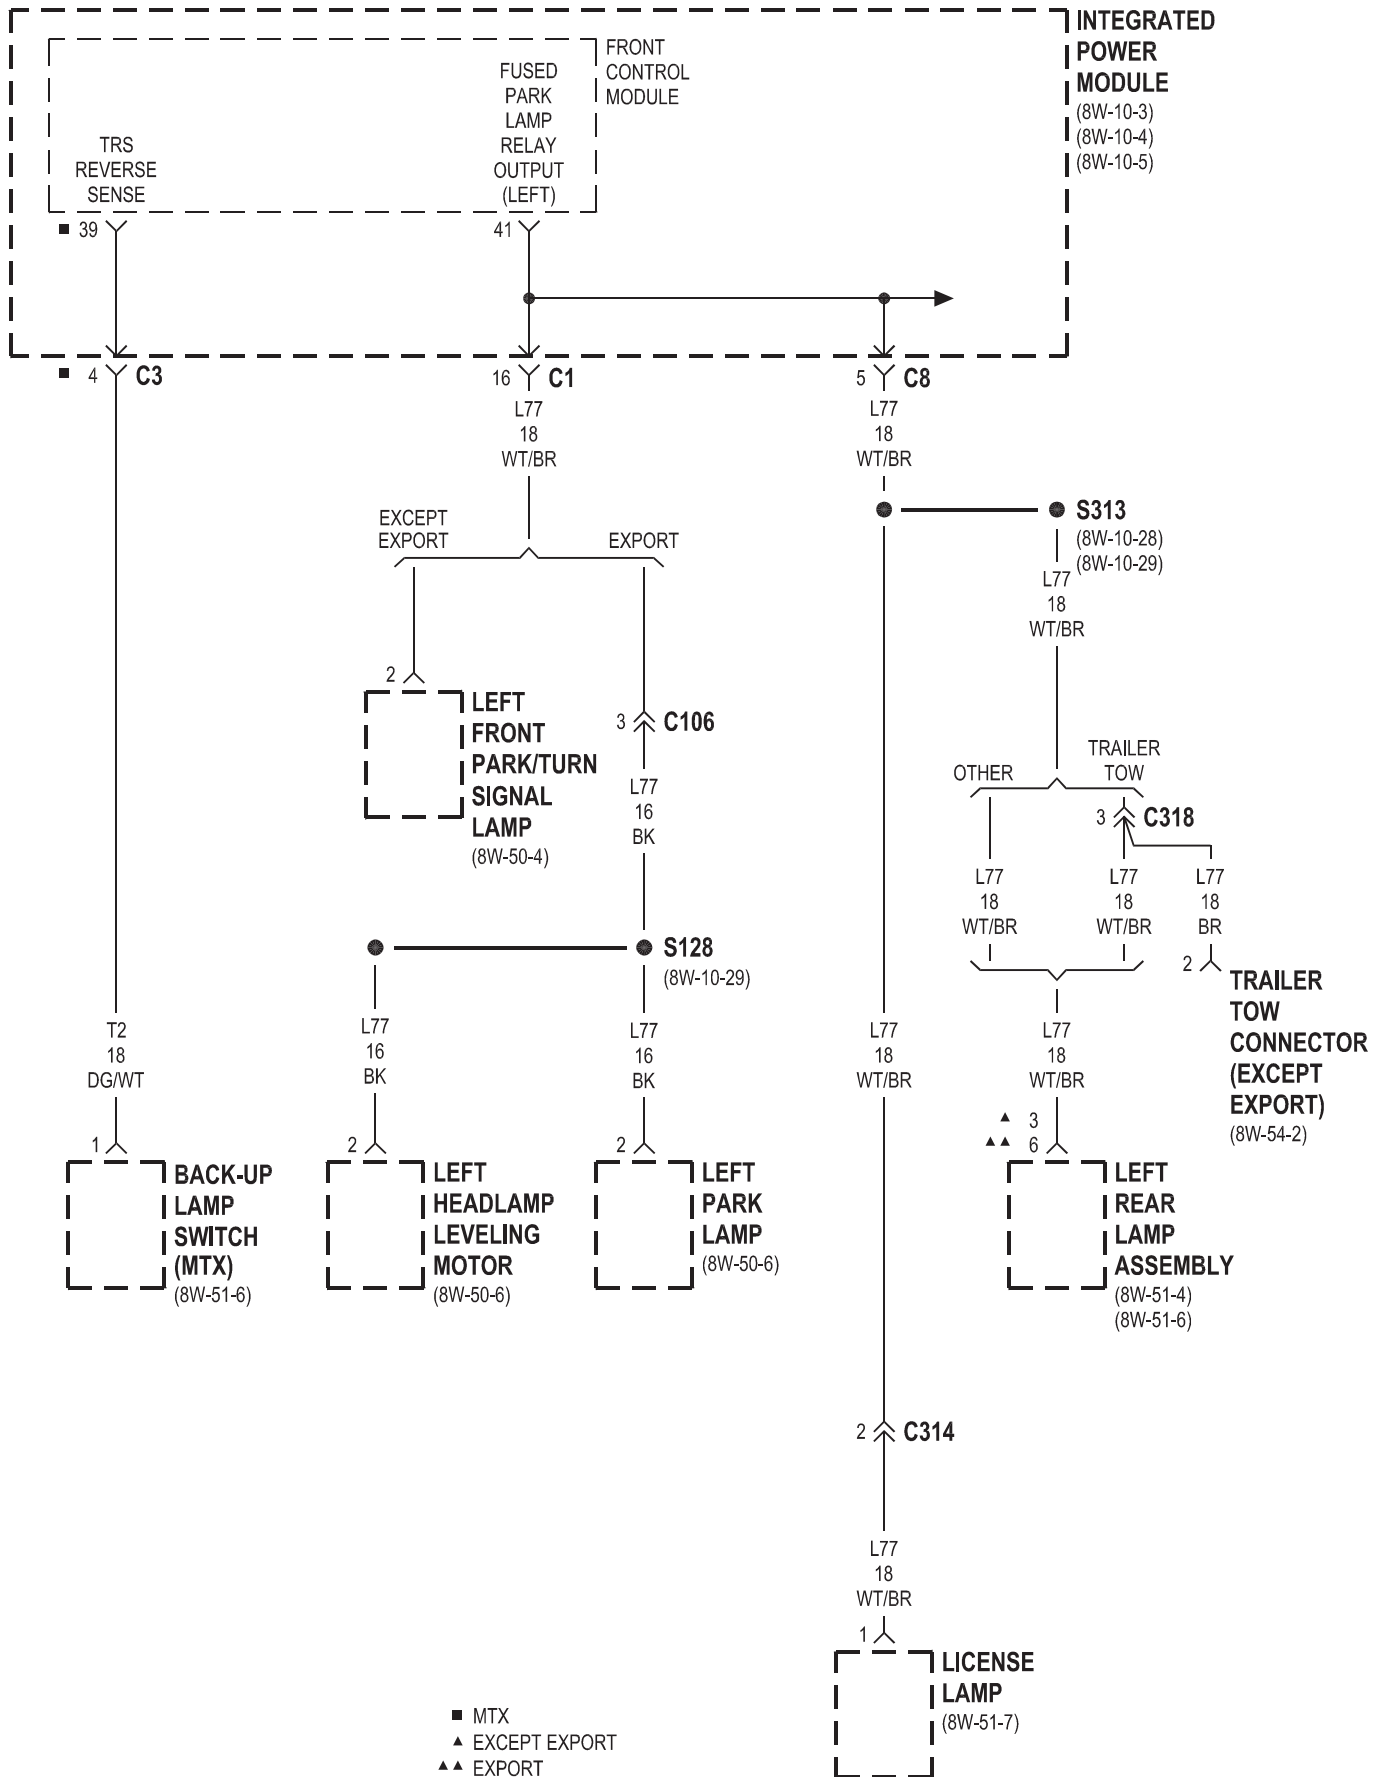 INTEGRATED
POWER
MODULE
(8W-10-3)
(8W-10-4)
(8W-10-5)
FRONT
CONTROL
MODULE
FUSED
PARK
LAMP
RELAY
OUTPUT
(LEFT)
TRS
REVERSE
SENSE
■ 39
41
■ 4 C3
16 C1
5 C8
L77
18
WT/BR
L77
18
WT/BR
EXCEPT
EXPORT
EXPORT
S313
(8W-10-28)
(8W-10-29)
L77
18
WT/BR
2
LEFT
FRONT
PARK/TURN
SIGNAL
LAMP
(8W-50-4)
3 C106
L77
16
BK
OTHER
TRAILER
TOW
3 C318
L77
18
WT/BR
L77
18
WT/BR
L77
18
BR
2
TRAILER
TOW
CONNECTOR
(EXCEPT
EXPORT)
(8W-54-2)
S128
(8W-10-29)
T2
18
DG/WT
L77
16
BK
L77
16
BK
L77
18
WT/BR
L77
18
WT/BR
1
BACK-UP
LAMP
SWITCH
(MTX)
(8W-51-6)
2
LEFT
HEADLAMP
LEVELING
MOTOR
(8W-50-6)
2
LEFT
PARK
LAMP
(8W-50-6)
▲ 3
▲▲ 6
LEFT
REAR
LAMP
ASSEMBLY
(8W-51-4)
(8W-51-6)
2 C314
L77
18
WT/BR
1
LICENSE
LAMP
(8W-51-7)
■ MTX
▲ EXCEPT EXPORT
▲▲ EXPORT